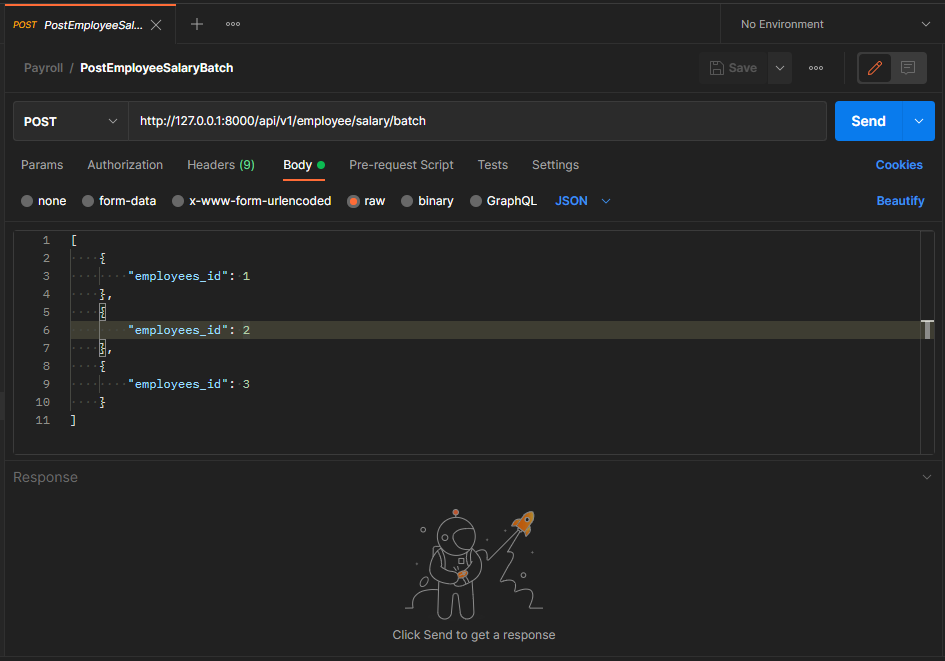 POST PostEmployeeSal...
No Environment
Payroll / PostEmployeeSalaryBatch
Save
POST http://127.0.0.1:8000/api/v1/employee/salary/batch Send
Params Authorization Headers (9) Body Pre-request Script Tests Settings Cookies
none form-data x-www-form-urlencoded raw binary GraphQL JSON Beautify
1 [
2 {
3 "employees_id": 1
4 },
5 {
6 "employees_id": 2
7 },
8 {
9 "employees_id": 3
10 }
11 ]
Response
Click Send to get a response